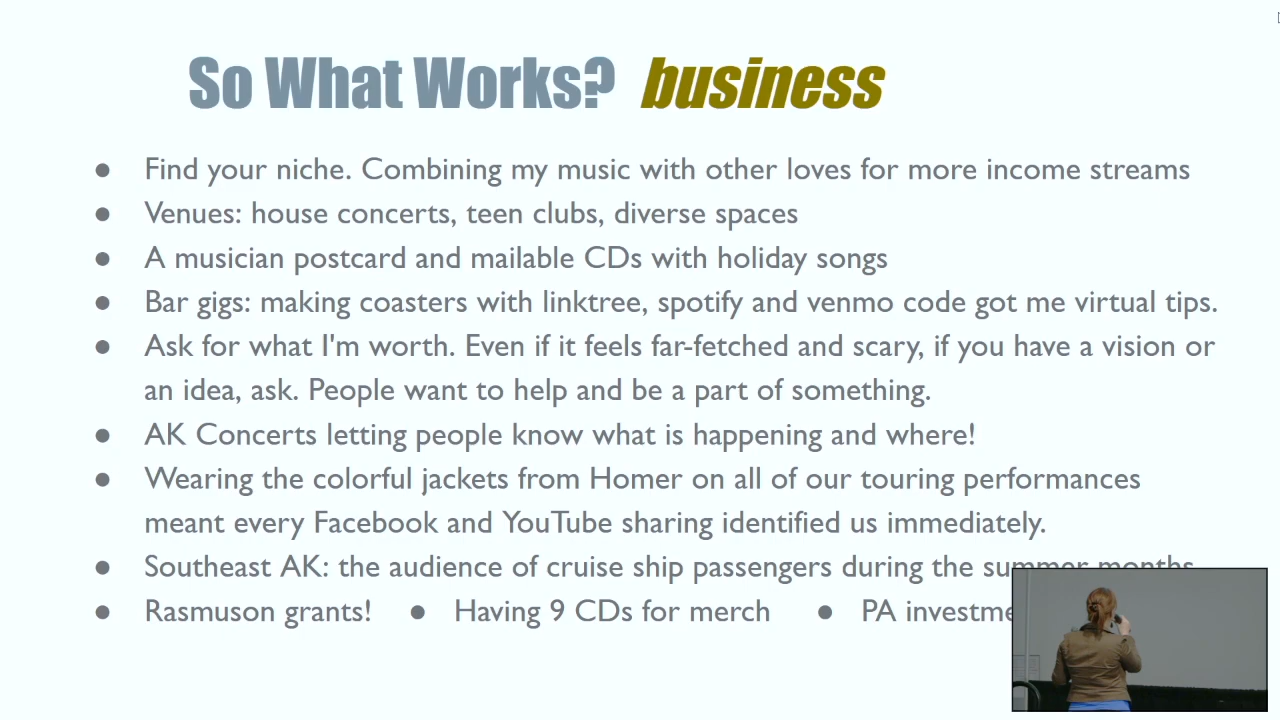 So What Works? business
● Find your niche. Combining my music with other loves for more income streams
● Venues: house concerts, teen clubs, diverse spaces
● A musician postcard and mailable CDs with holiday songs
● Bar gigs: making coasters with linktree, spotify and venmo code got me virtual tips.
● Ask for what I'm worth. Even if it feels far-fetched and scary, if you have a vision or
an idea, ask. People want to help and be a part of something.
● AK Concerts letting people know what is happening and where!
● Wearing the colorful jackets from Homer on all of our touring performances
meant every Facebook and YouTube sharing identified us immediately.
● Southeast AK: the audience of cruise ship passengers during the summer months
● Rasmuson grants! ● Having 9 CDs for merch ● PA